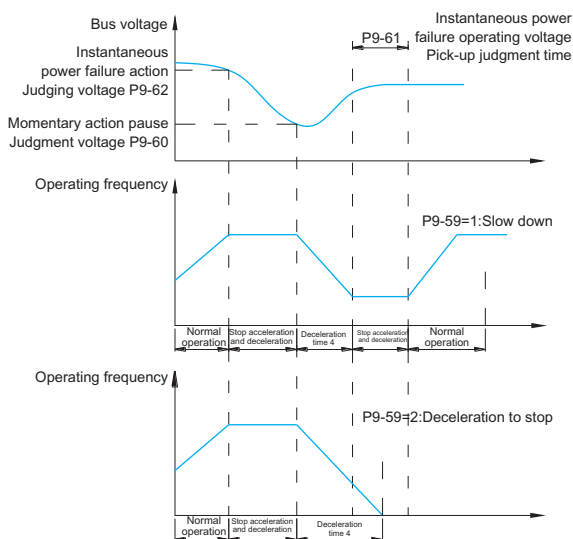 Bus voltage
Instantaneous
power failure action
Judging voltage P9-62
Momentary action pause
Judgment voltage P9-60
P9-61
Instantaneous power
failure operating voltage
Pick-up judgment time
Operating frequency
P9-59=1:Slow down
Normal
operation
Stop acceleration
and deceleration
Deceleration
time 4
Stop acceleration
and deceleration
Normal
operation
Operating frequency
P9-59=2:Deceleration to stop
Normal
operation
Stop acceleration
and deceleration
Deceleration
time 4